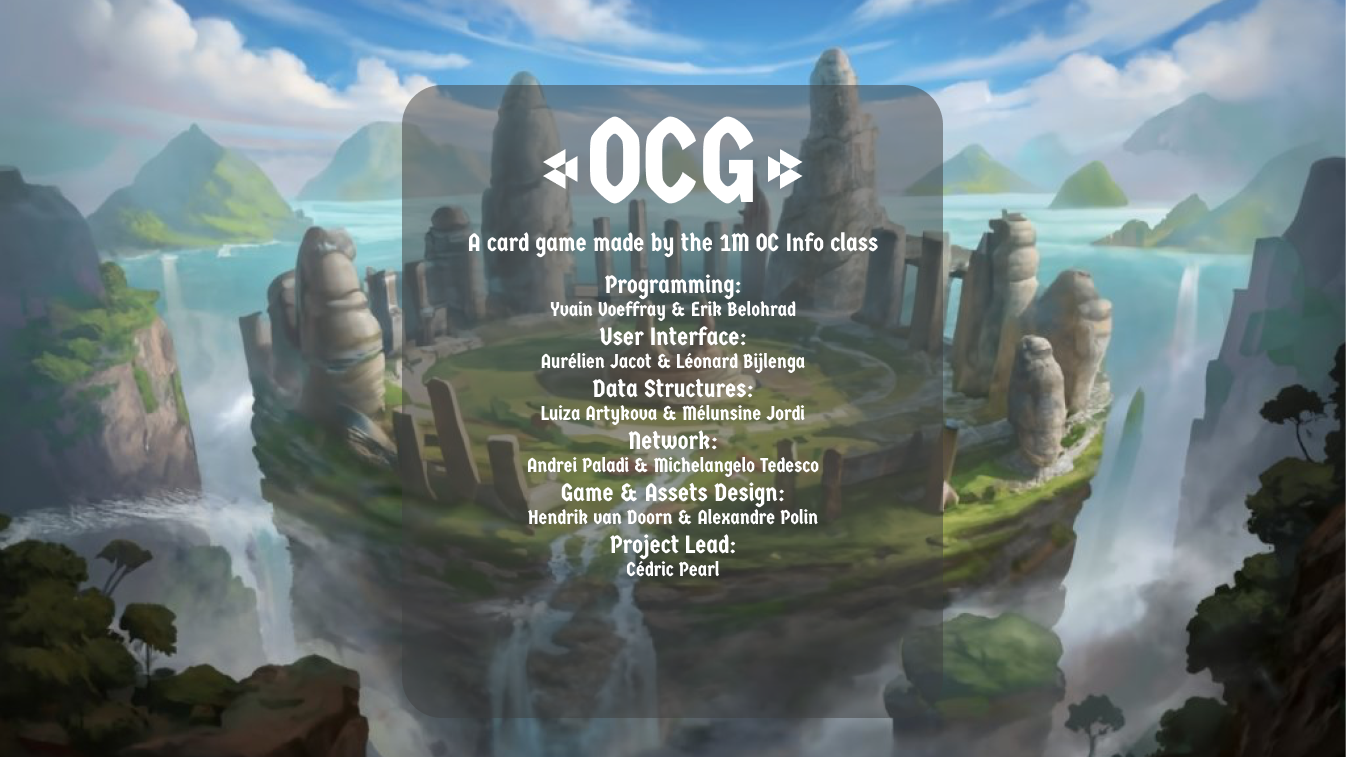 OCG
A card game made by the 1M OC Info class
Programming:
Yvain Voeffray & Erik Belohrad
User Interface:
Aurélien Jacot & Léonard Bijlenga
Data Structures:
Luiza Artykova & Mélunsine Jordi
Network:
Andrei Paladi & Michelangelo Tedesco
Game & Assets Design:
Hendrik van Doorn & Alexandre Polin
Project Lead:
Cédric Pearl